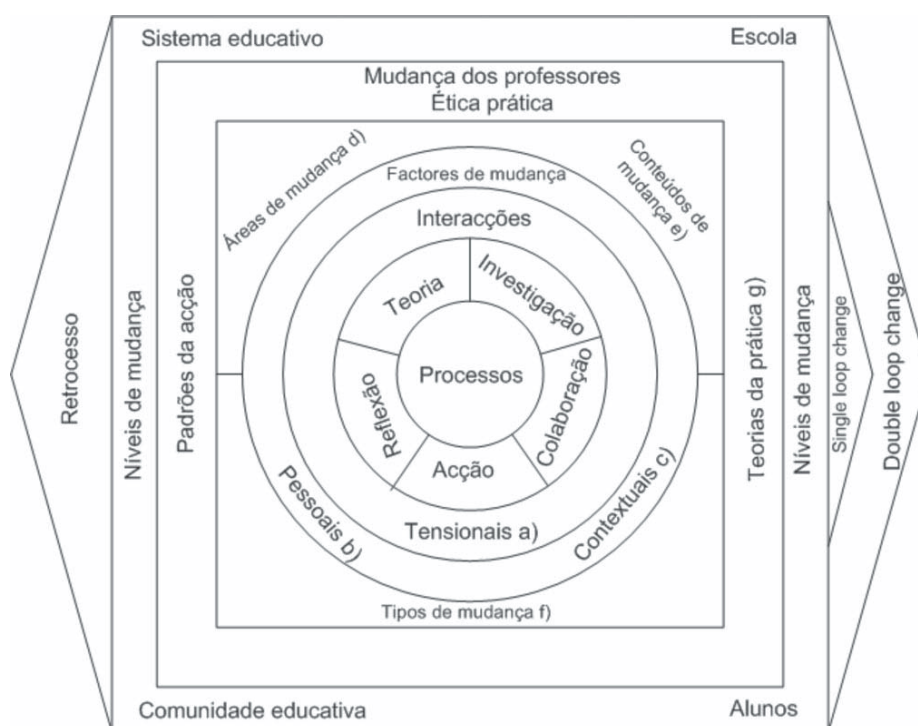 Sistema educativo
Escola
Mudança dos professores
Ética prática
Áreas de mudança d)
Factores de mudança
Conteúdos de
mudança e)
Interacções
Teoria
Investigação
Processos
Reflexão
Colaboração
Acção
Pessoais b)
Tensionais a)
Contextuais c)
Tipos de mudança f)
Retrocesso
Níveis de mudança
Padrões da acção
Teorias da prática g)
Níveis de mudança
Single loop change
Double loop change
Comunidade educativa
Alunos